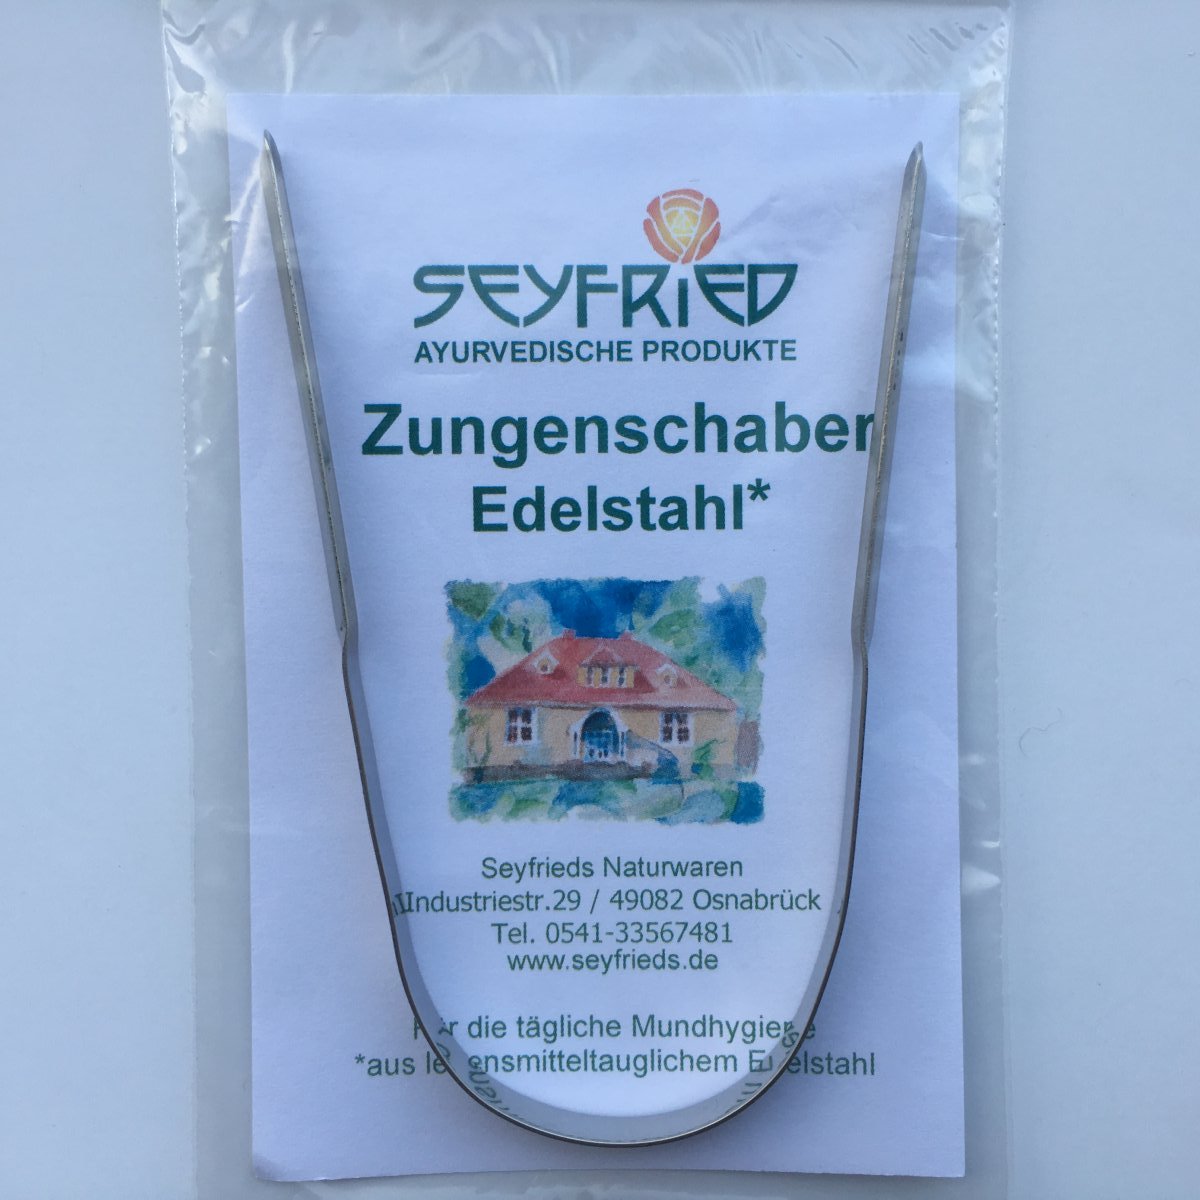 SEYFRiED
AYURVEDISCHE PRODUKTE
Zungenschaber
Edelstahl*
Seyfrieds Naturwaren
Industriestr.29 / 49082 Osnabrück
Tel. 0541-33567481
www.seyfrieds.de
Für die tägliche Mundhygiene
*aus lebensmitteltauglichem Edelstahl